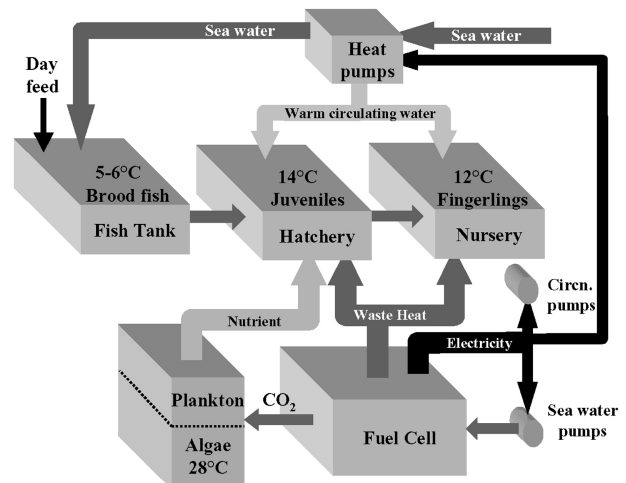 Sea water
Sea water
Heat
pumps
Day
feed
Warm circulating water
5-6°C
Brood fish
Fish Tank
14°C
Juveniles
Hatchery
12°C
Fingerlings
Nursery
Circn.
pumps
Nutrient
Waste Heat
Electricity
Plankton
CO₂
Algae
28°C
Fuel Cell
Sea water
pumps